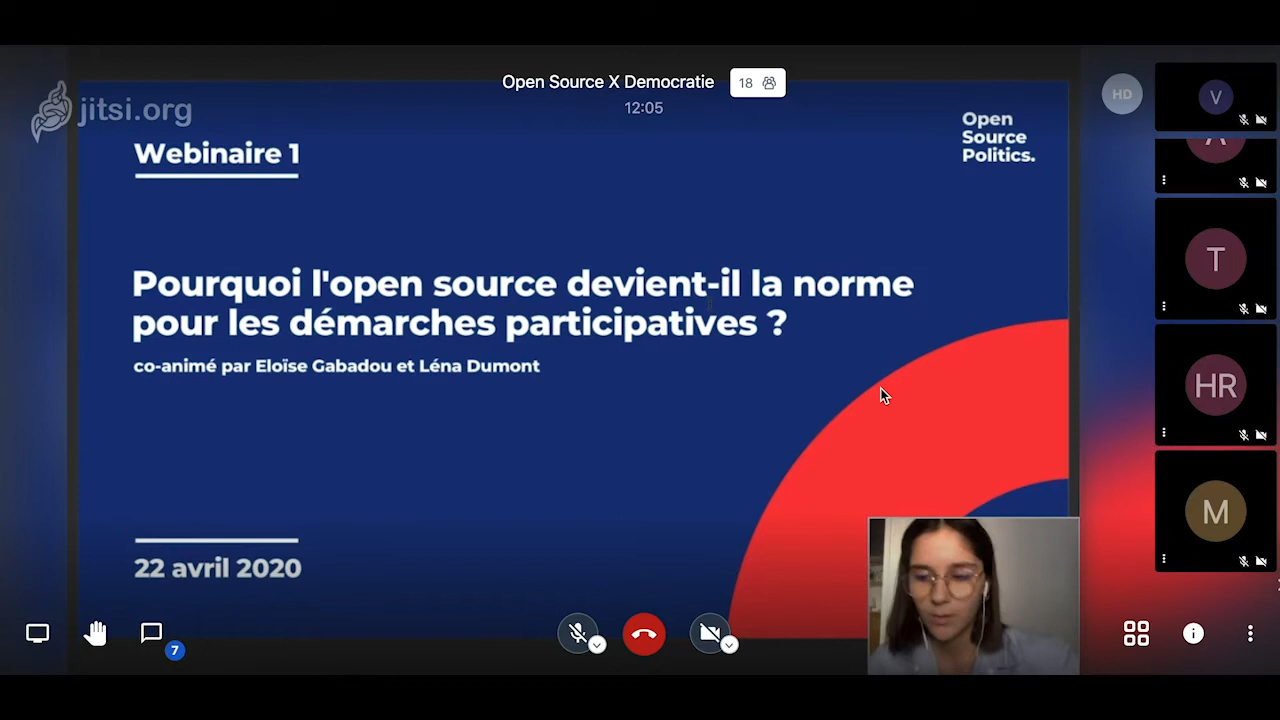 Open Source X Democratie
18
12:05
jitsi.org
HD
V
Open
Source
Politics.
Webinaire 1
A
T
Pourquoi l'open source devient-il la norme
pour les démarches participatives ?
co-animé par Eloïse Gabadou et Léna Dumont
HR
M
22 avril 2020
7